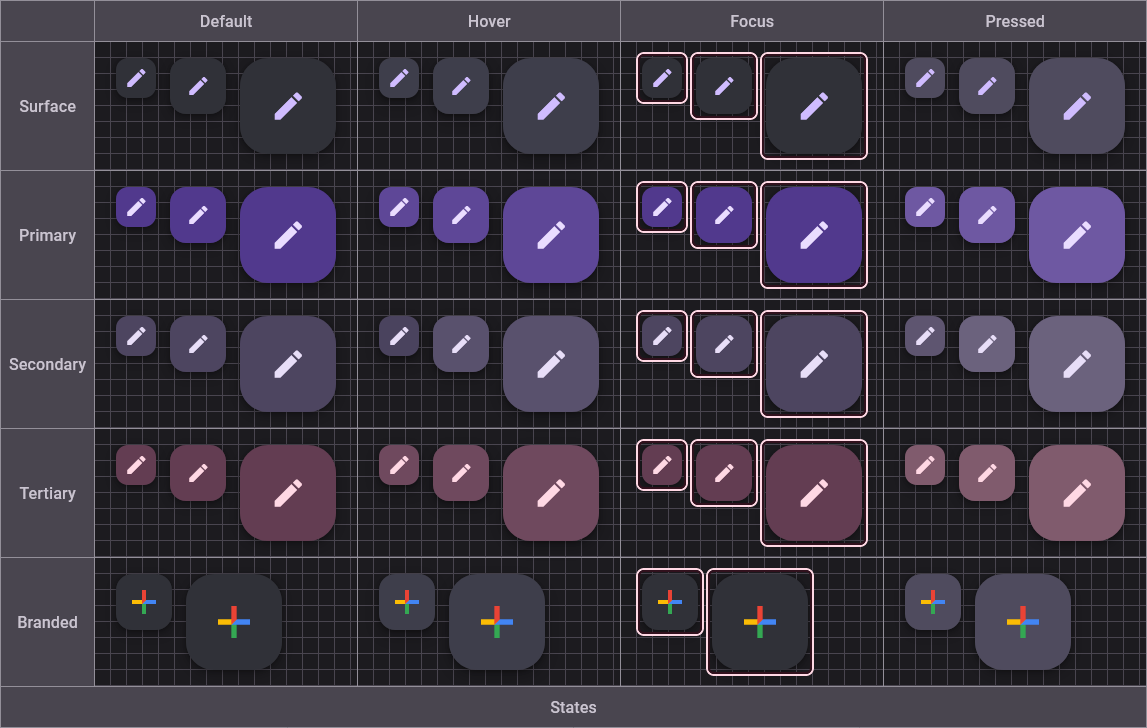 Default Hover Focus Pressed
Surface
Primary
Secondary
Tertiary
Branded
States